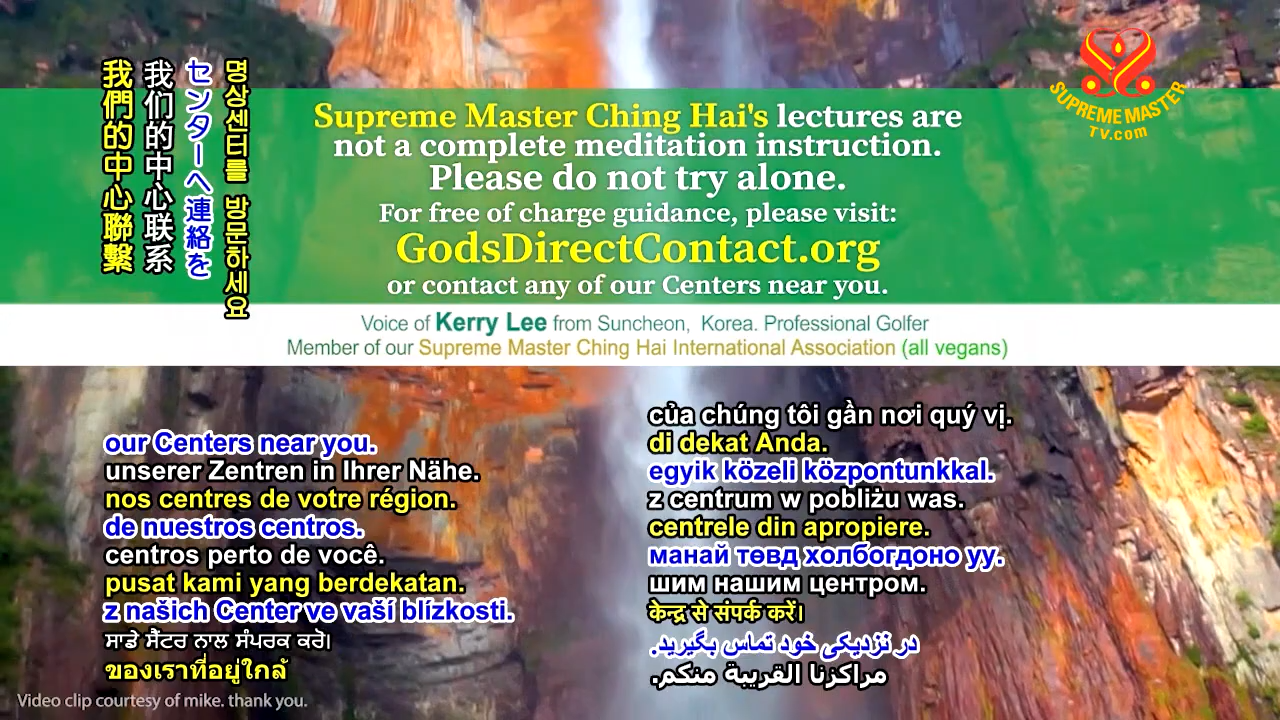 Supreme Master Ching Hai's lectures are
not a complete meditation instruction.
Please do not try alone.
For free of charge guidance, please visit:
GodsDirectContact.org
or contact any of our Centers near you.
Voice of Kerry Lee from Suncheon, Korea. Professional Golfer
Member of our Supreme Master Ching Hai International Association (all vegans)
SUPREME MASTER
TV.com
我們的中心聯繫
我们的中心联系
センターへ連絡を
명상센터를 방문하세요
our Centers near you.
unserer Zentren in Ihrer Nähe.
nos centres de votre région.
de nuestros centros.
centros perto de você.
pusat kami yang berdekatan.
z našich Center ve vaší blízkosti.
ਸਾਡੇ ਸੈਂਟਰ ਨਾਲ ਸੰਪਰਕ ਕਰੋ।
ของเราที่อยู่ใกล้
của chúng tôi gần nơi quý vị.
di dekat Anda.
egyik közeli központunkkal.
z centrum w pobliżu was.
centrele din apropiere.
манай төвд холбогдоно уу.
шим нашим центром.
केन्द्र से संपर्क करें।
در نزدیکی خود تماس بگیرید.
مراكزنا القريبة منكم.
Video clip courtesy of mike. thank you.